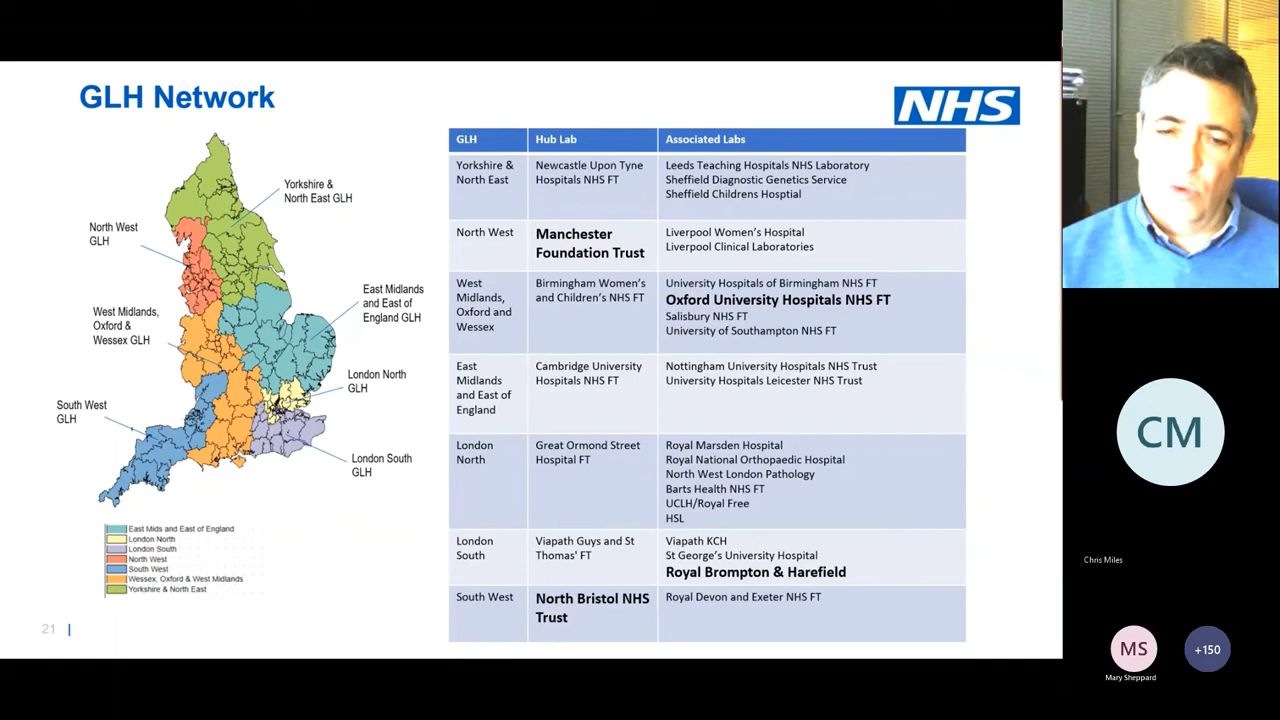 GLH Network
NHS
Yorkshire &
North East GLH
North West
GLH
East Midlands
and East of
England GLH
West Midlands,
Oxford &
Wessex GLH
London North
GLH
South West
GLH
London South
GLH
East Mids and East of England
London North
London South
North West
South West
Wessex, Oxford & West Midlands
Yorkshire & North East
21
GLH
Hub Lab
Associated Labs
Yorkshire &
North East
Newcastle Upon Tyne
Hospitals NHS FT
Leeds Teaching Hospitals NHS Laboratory
Sheffield Diagnostic Genetics Service
Sheffield Childrens Hosptial
North West
Manchester
Foundation Trust
Liverpool Women's Hospital
Liverpool Clinical Laboratories
West
Midlands,
Oxford and
Wessex
Birmingham Women's
and Children's NHS FT
University Hospitals of Birmingham NHS FT
Oxford University Hospitals NHS FT
Salisbury NHS FT
University of Southampton NHS FT
East
Midlands
and East of
England
Cambridge University
Hospitals NHS FT
Nottingham University Hospitals NHS Trust
University Hospitals Leicester NHS Trust
London
North
Great Ormond Street
Hospital FT
Royal Marsden Hospital
Royal National Orthopaedic Hospital
North West London Pathology
Barts Health NHS FT
UCLH/Royal Free
HSL
London
South
Viapath Guys and St
Thomas' FT
Viapath KCH
St George's University Hospital
Royal Brompton & Harefield
South West
North Bristol NHS
Trust
Royal Devon and Exeter NHS FT
CM
Chris Miles
MS
Mary Sheppard
+150